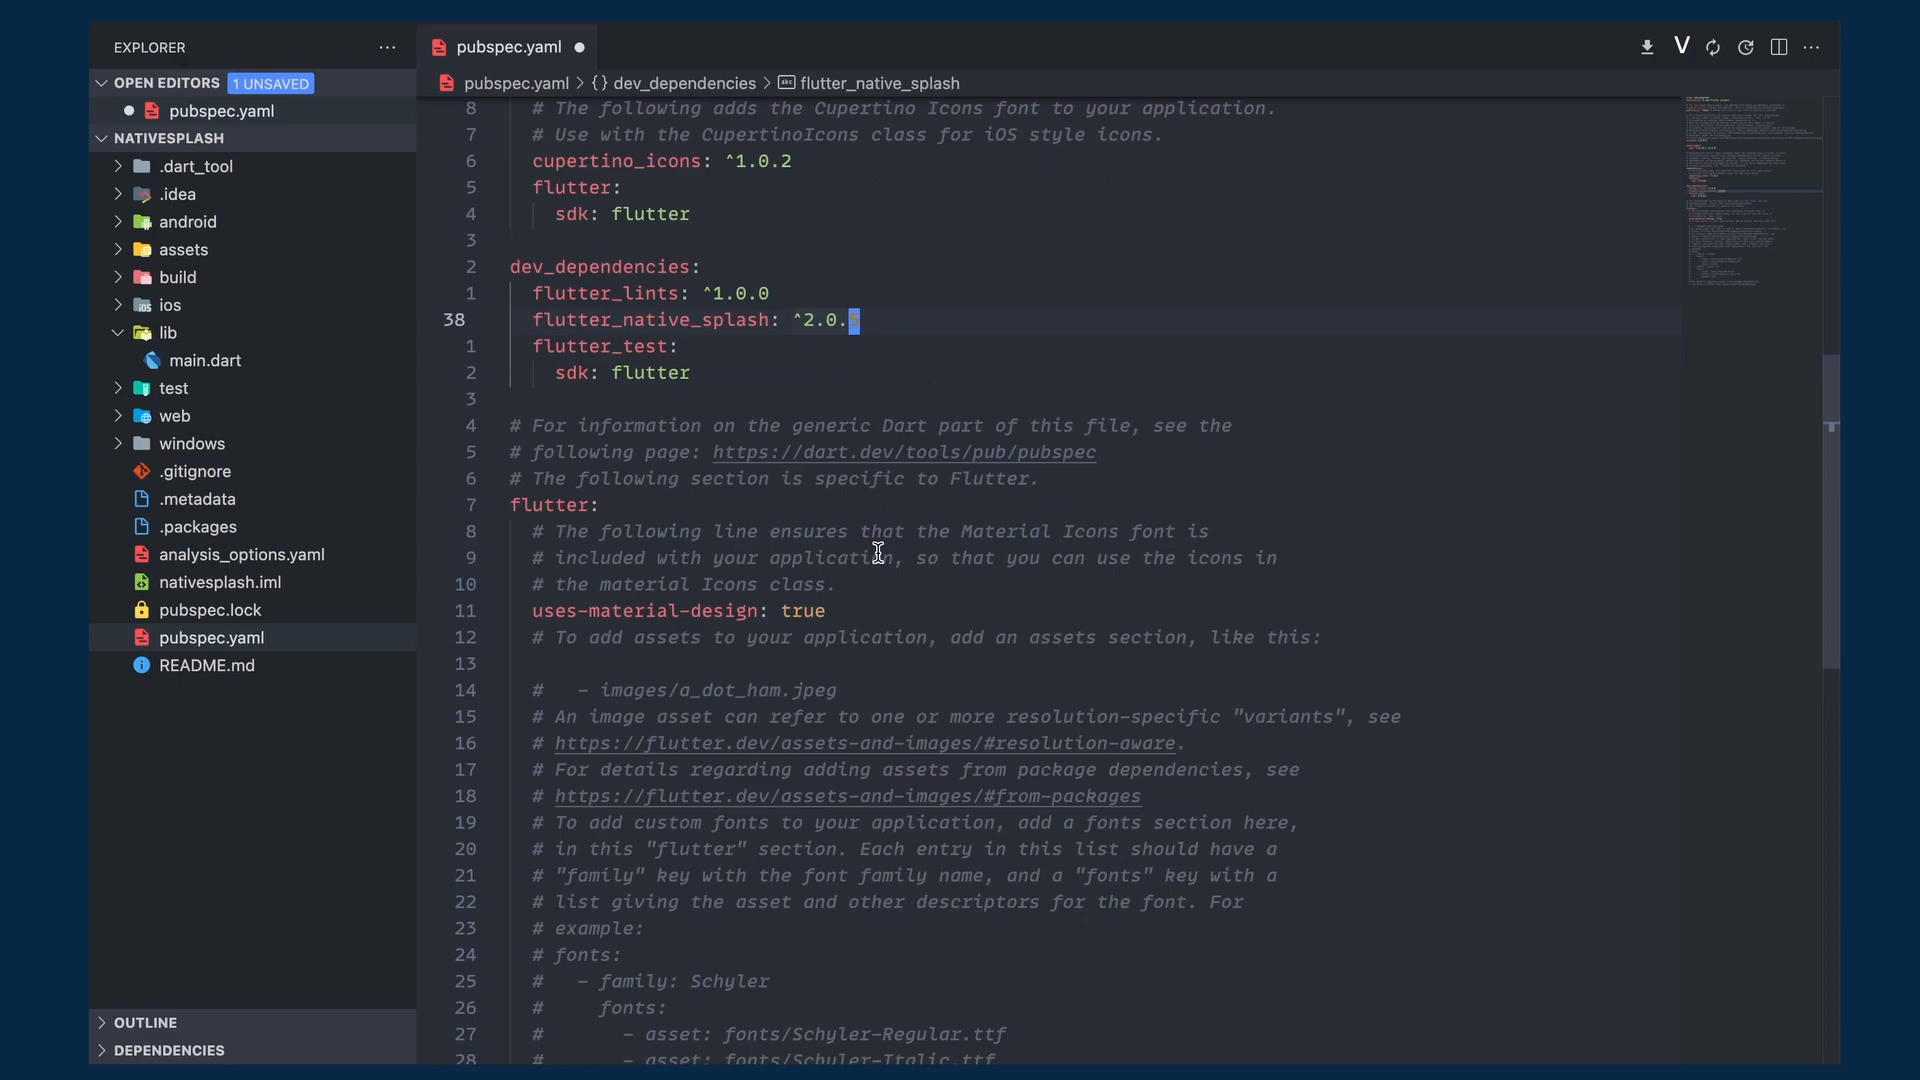 EXPLORER
OPEN EDITORS 1 UNSAVED
pubspec.yaml
NATIVESPLASH
.dart_tool
.idea
android
assets
build
ios
lib
main.dart
test
web
windows
.gitignore
.metadata
.packages
analysis_options.yaml
nativesplash.iml
pubspec.lock
pubspec.yaml
README.md
OUTLINE
DEPENDENCIES
pubspec.yaml
V
pubspec.yaml > {} dev_dependencies > abc flutter_native_splash
8 # The following adds the Cupertino Icons font to your application.
7 # Use with the CupertinoIcons class for iOS style icons.
6 cupertino_icons: ^1.0.2
5 flutter:
4 sdk: flutter
3
2 dev_dependencies:
1 flutter_lints: ^1.0.0
38 flutter_native_splash: ^2.0.5
1 flutter_test:
2 sdk: flutter
3
4 # For information on the generic Dart part of this file, see the
5 # following page: https://dart.dev/tools/pub/pubspec
6 # The following section is specific to Flutter.
7 flutter:
8 # The following line ensures that the Material Icons font is
9 # included with your application, so that you can use the icons in
10 # the material Icons class.
11 uses-material-design: true
12 # To add assets to your application, add an assets section, like this:
13
14 # - images/a_dot_ham.jpeg
15 # An image asset can refer to one or more resolution-specific "variants", see
16 # https://flutter.dev/assets-and-images/#resolution-aware.
17 # For details regarding adding assets from package dependencies, see
18 # https://flutter.dev/assets-and-images/#from-packages
19 # To add custom fonts to your application, add a fonts section here,
20 # in this "flutter" section. Each entry in this list should have a
21 # "family" key with the font family name, and a "fonts" key with a
22 # list giving the asset and other descriptors for the font. For
23 # example:
24 # fonts:
25 # - family: Schyler
26 # fonts:
27 # - asset: fonts/Schyler-Regular.ttf
28 # - asset: fonts/Schyler-Italic.ttf